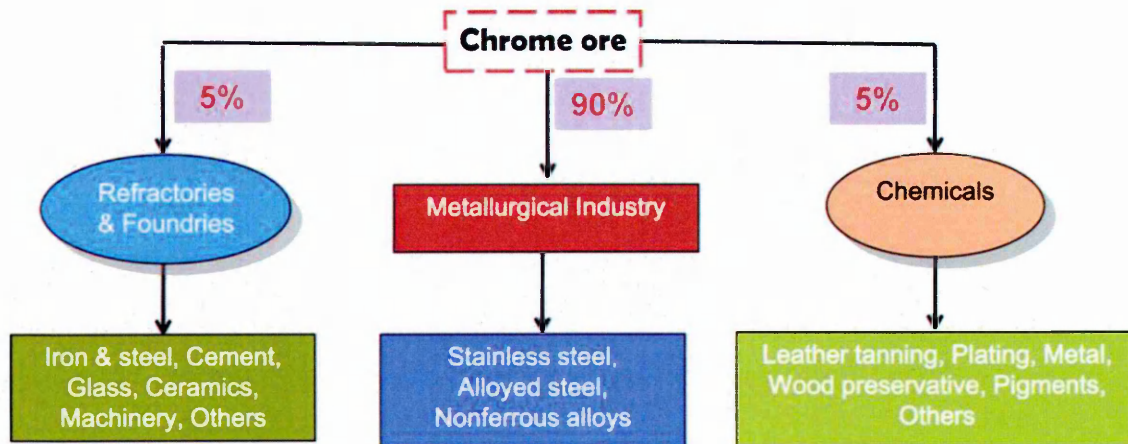 Chrome ore
5%
90%
5%
Refractories
& Foundries
Metallurgical Industry
Chemicals
Iron & steel, Cement,
Glass, Ceramics,
Machinery, Others
Stainless steel,
Alloyed steel,
Nonferrous alloys
Leather tanning, Plating, Metal,
Wood preservative, Pigments,
Others